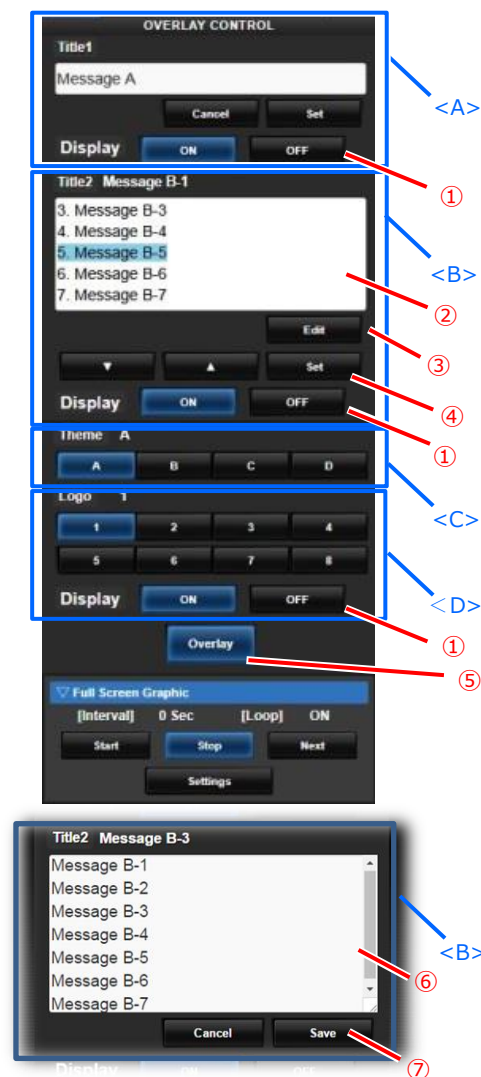 OVERLAY CONTROL
Title1
Message A
Cancel Set
<A>
Display ON OFF
①
Title2 Message B-1
3. Message B-3
4. Message B-4
5. Message B-5
6. Message B-6
7. Message B-7
<B>
②
Edit
③
▼ ▲ Set
④
Display ON OFF
①
Theme A
A B C D
<C>
Logo 1
1 2 3 4
5 6 7 8
Display ON OFF
<D>
①
Overlay
⑤
▽ Full Screen Graphic
[Interval] 0 Sec [Loop] ON
Start Stop Next
Settings
Title2 Message B-3
Message B-1
Message B-2
Message B-3
Message B-4
Message B-5
Message B-6
Message B-7
<B>
⑥
Cancel Save
⑦
Display ON OFF